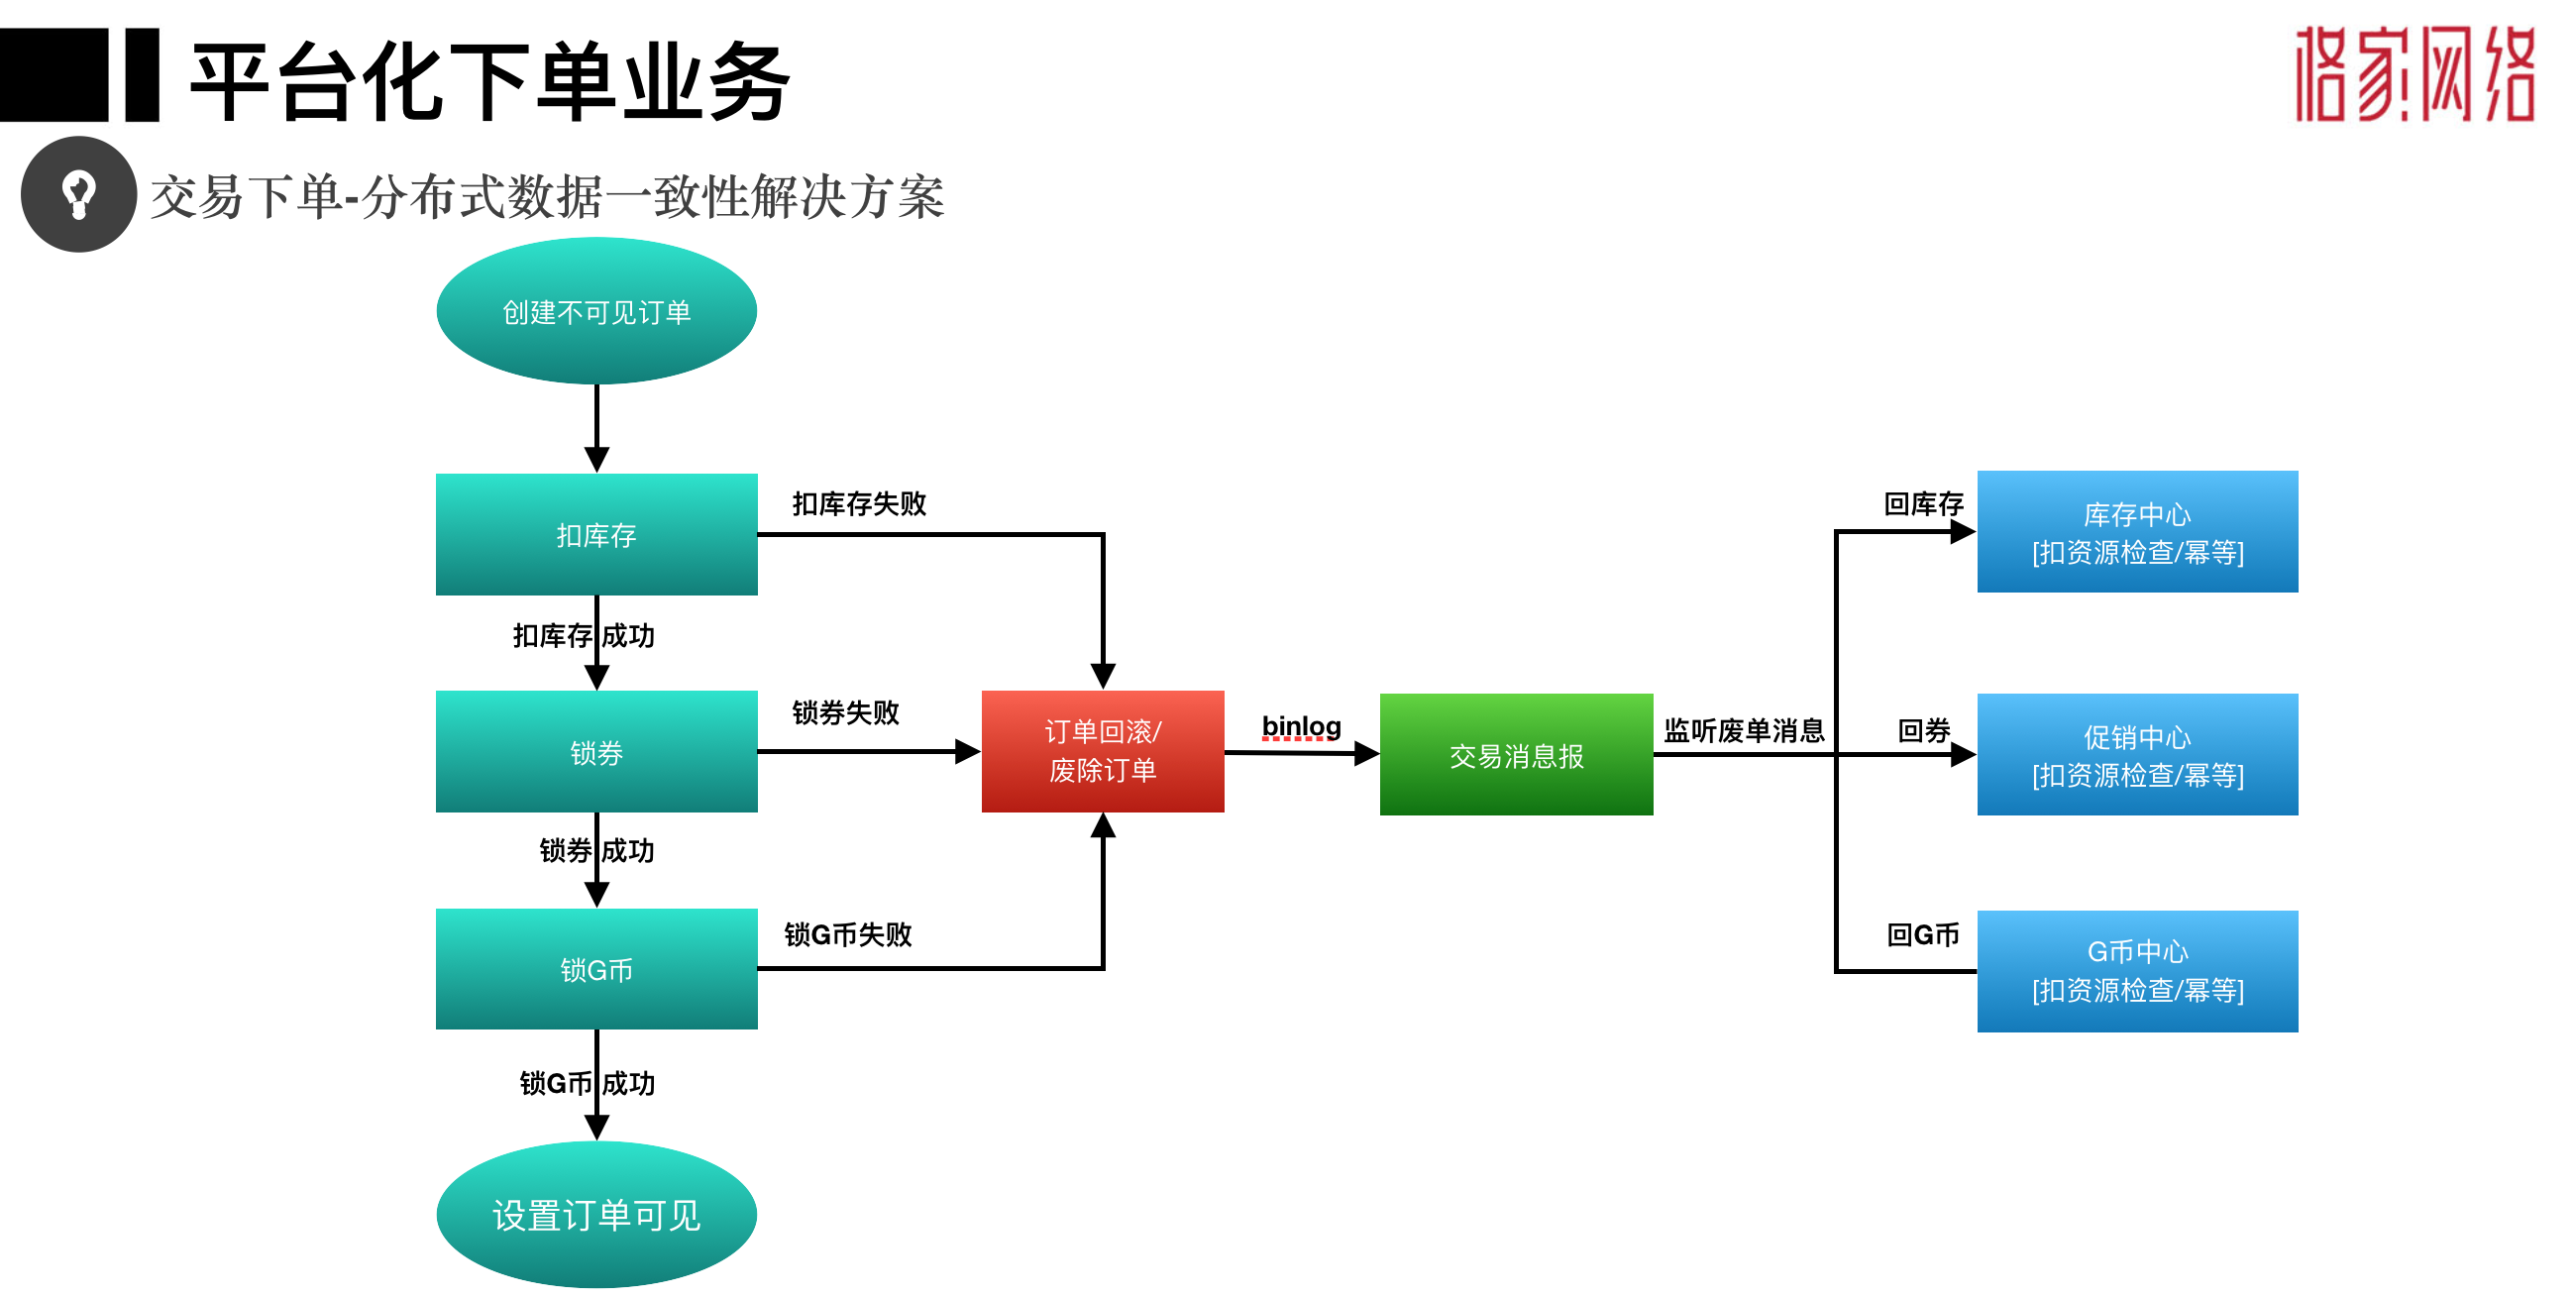 平台化下单业务
格家网络
交易下单-分布式数据一致性解决方案
创建不可见订单
扣库存
扣库存失败
扣库存 成功
锁券
锁券失败
锁券 成功
锁G币
锁G币失败
锁G币 成功
设置订单可见
订单回滚/
废除订单
binlog
交易消息报
监听废单消息
回库存
库存中心
[扣资源检查/幂等]
回券
促销中心
[扣资源检查/幂等]
回G币
G币中心
[扣资源检查/幂等]